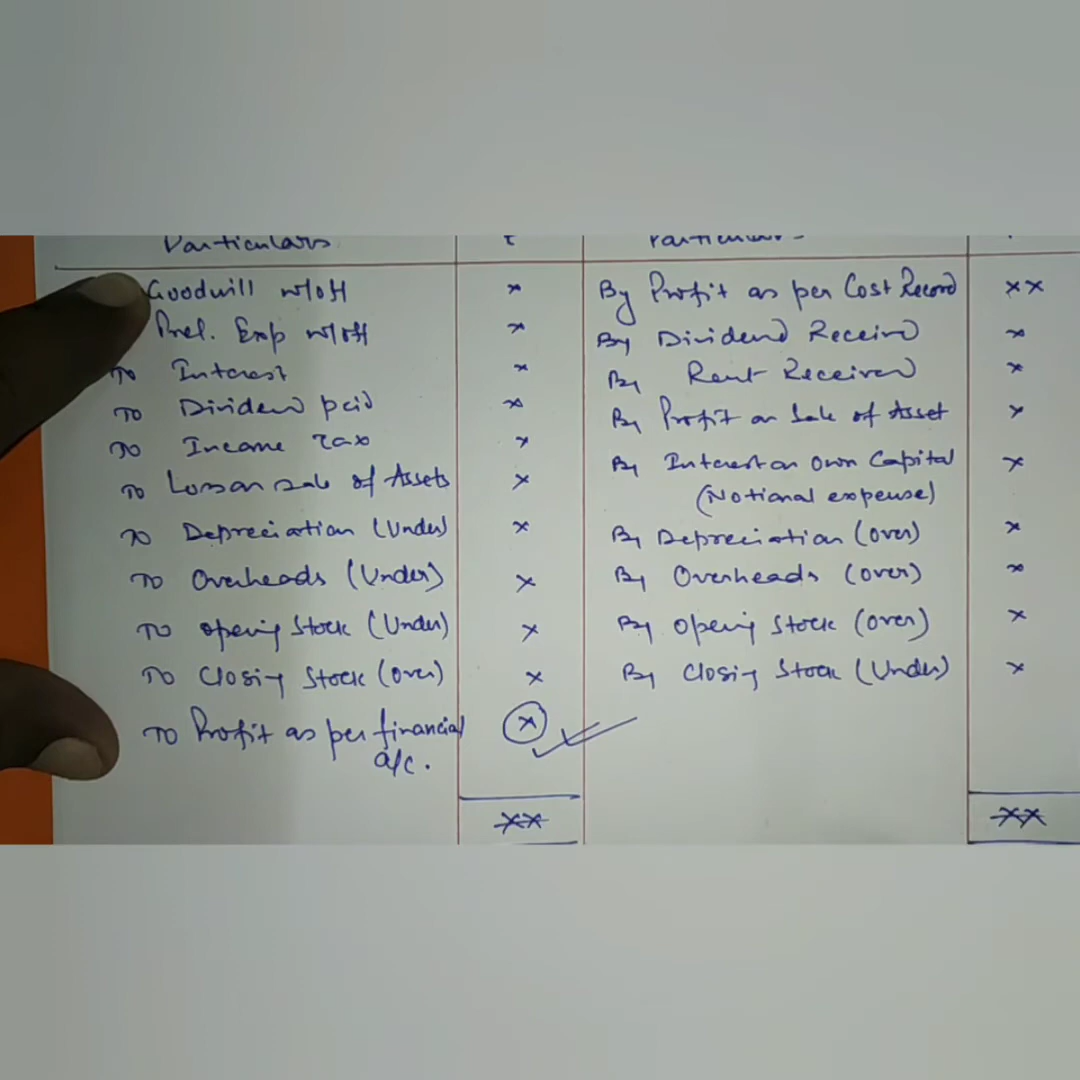 Particulars ₹ Particulars
Goodwill w/off × By Profit as per Cost Record ××
Prel. Exp w/off × By Dividend Received ×
To Interest × By Rent Received ×
To Dividend paid × By Profit on Sale of Asset ×
To Income Tax × By Interest on Own Capital ×
(Notional expense)
To Loss on sale of Assets ×
To Depreciation (Under) × By Depreciation (over) ×
To Overheads (Under) × By Overheads (over) ×
To Opening Stock (Under) × By Opening Stock (over) ×
To Closing Stock (over) × By Closing Stock (Under) ×
To Profit as per financial ×
a/c.
×× ××